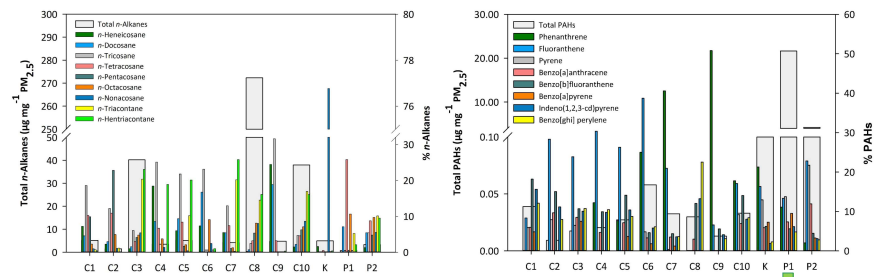 300
290
280
270
260
250
50
40
30
20
10
0
Total n-Alkanes (µg mg⁻¹ PM₂.₅)
Total n-Alkanes
n-Heneicosane
n-Docosane
n-Tricosane
n-Tetracosane
n-Pentacosane
n-Octacosane
n-Nonacosane
n-Triacontane
n-Hentriacontane
80
78
76
30
20
10
0
% n-Alkanes
C1 C2 C3 C4 C5 C6 C7 C8 C9 C10 K P1 P2
30.00
20.00
10.00
0.10
0.05
0.00
Total PAHs (µg mg⁻¹ PM₂.₅)
Total PAHs
Phenanthrene
Fluoranthene
Pyrene
Benzo[a]anthracene
Benzo[b]fluoranthene
Benzo[a]pyrene
Indeno(1,2,3-cd)pyrene
Benzo[ghi] perylene
60
50
40
30
20
10
0
% PAHs
C1 C2 C3 C4 C5 C6 C7 C8 C9 C10 K P1 P2